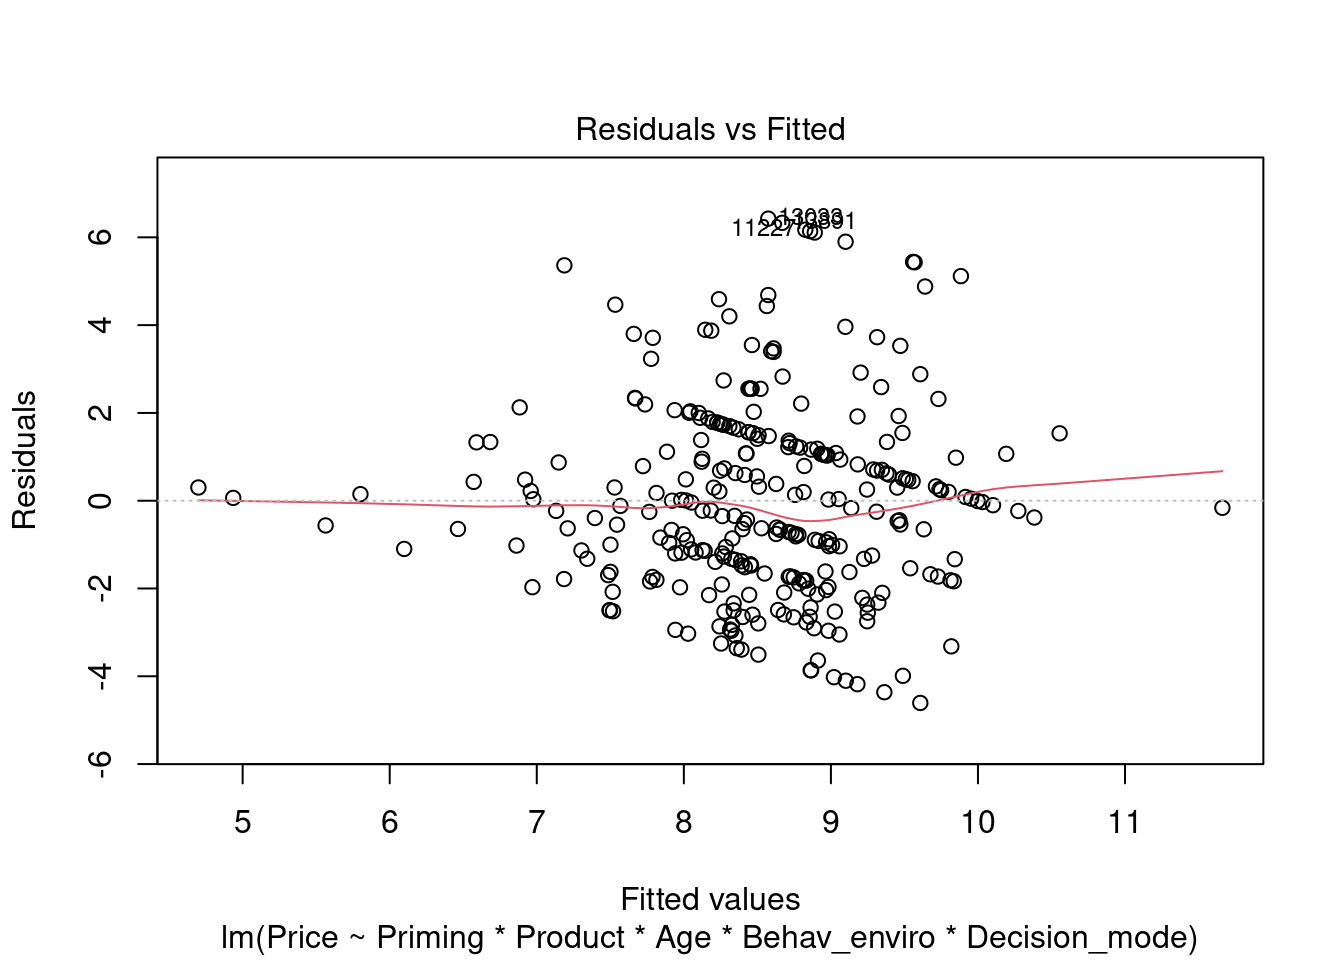 Residuals vs Fitted
Residuals
6
4
2
0
-2
-4
-6
5 6 7 8 9 10 11
Fitted values
lm(Price ~ Priming * Product * Age * Behav_enviro * Decision_mode)